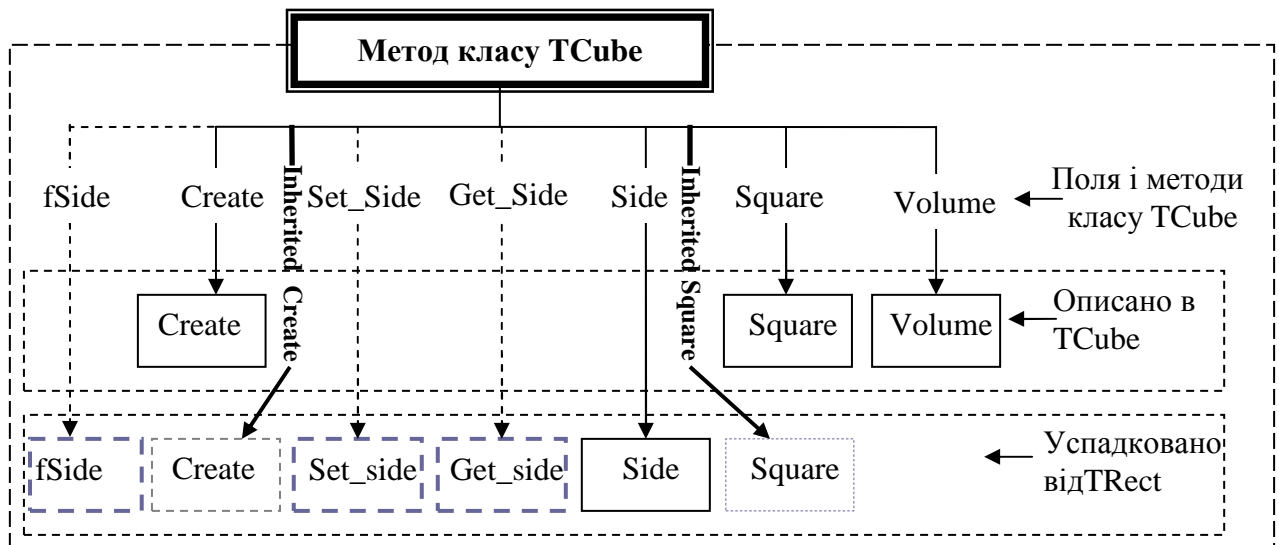 Метод класу TCube
fSide Create Inherited Create Set_Side Get_Side Side Inherited Square Square Volume
Поля і методи
класу TCube
Create Square Volume
Описано в
TCube
fSide Create Set_side Get_side Side Square
Успадковано
відTRect